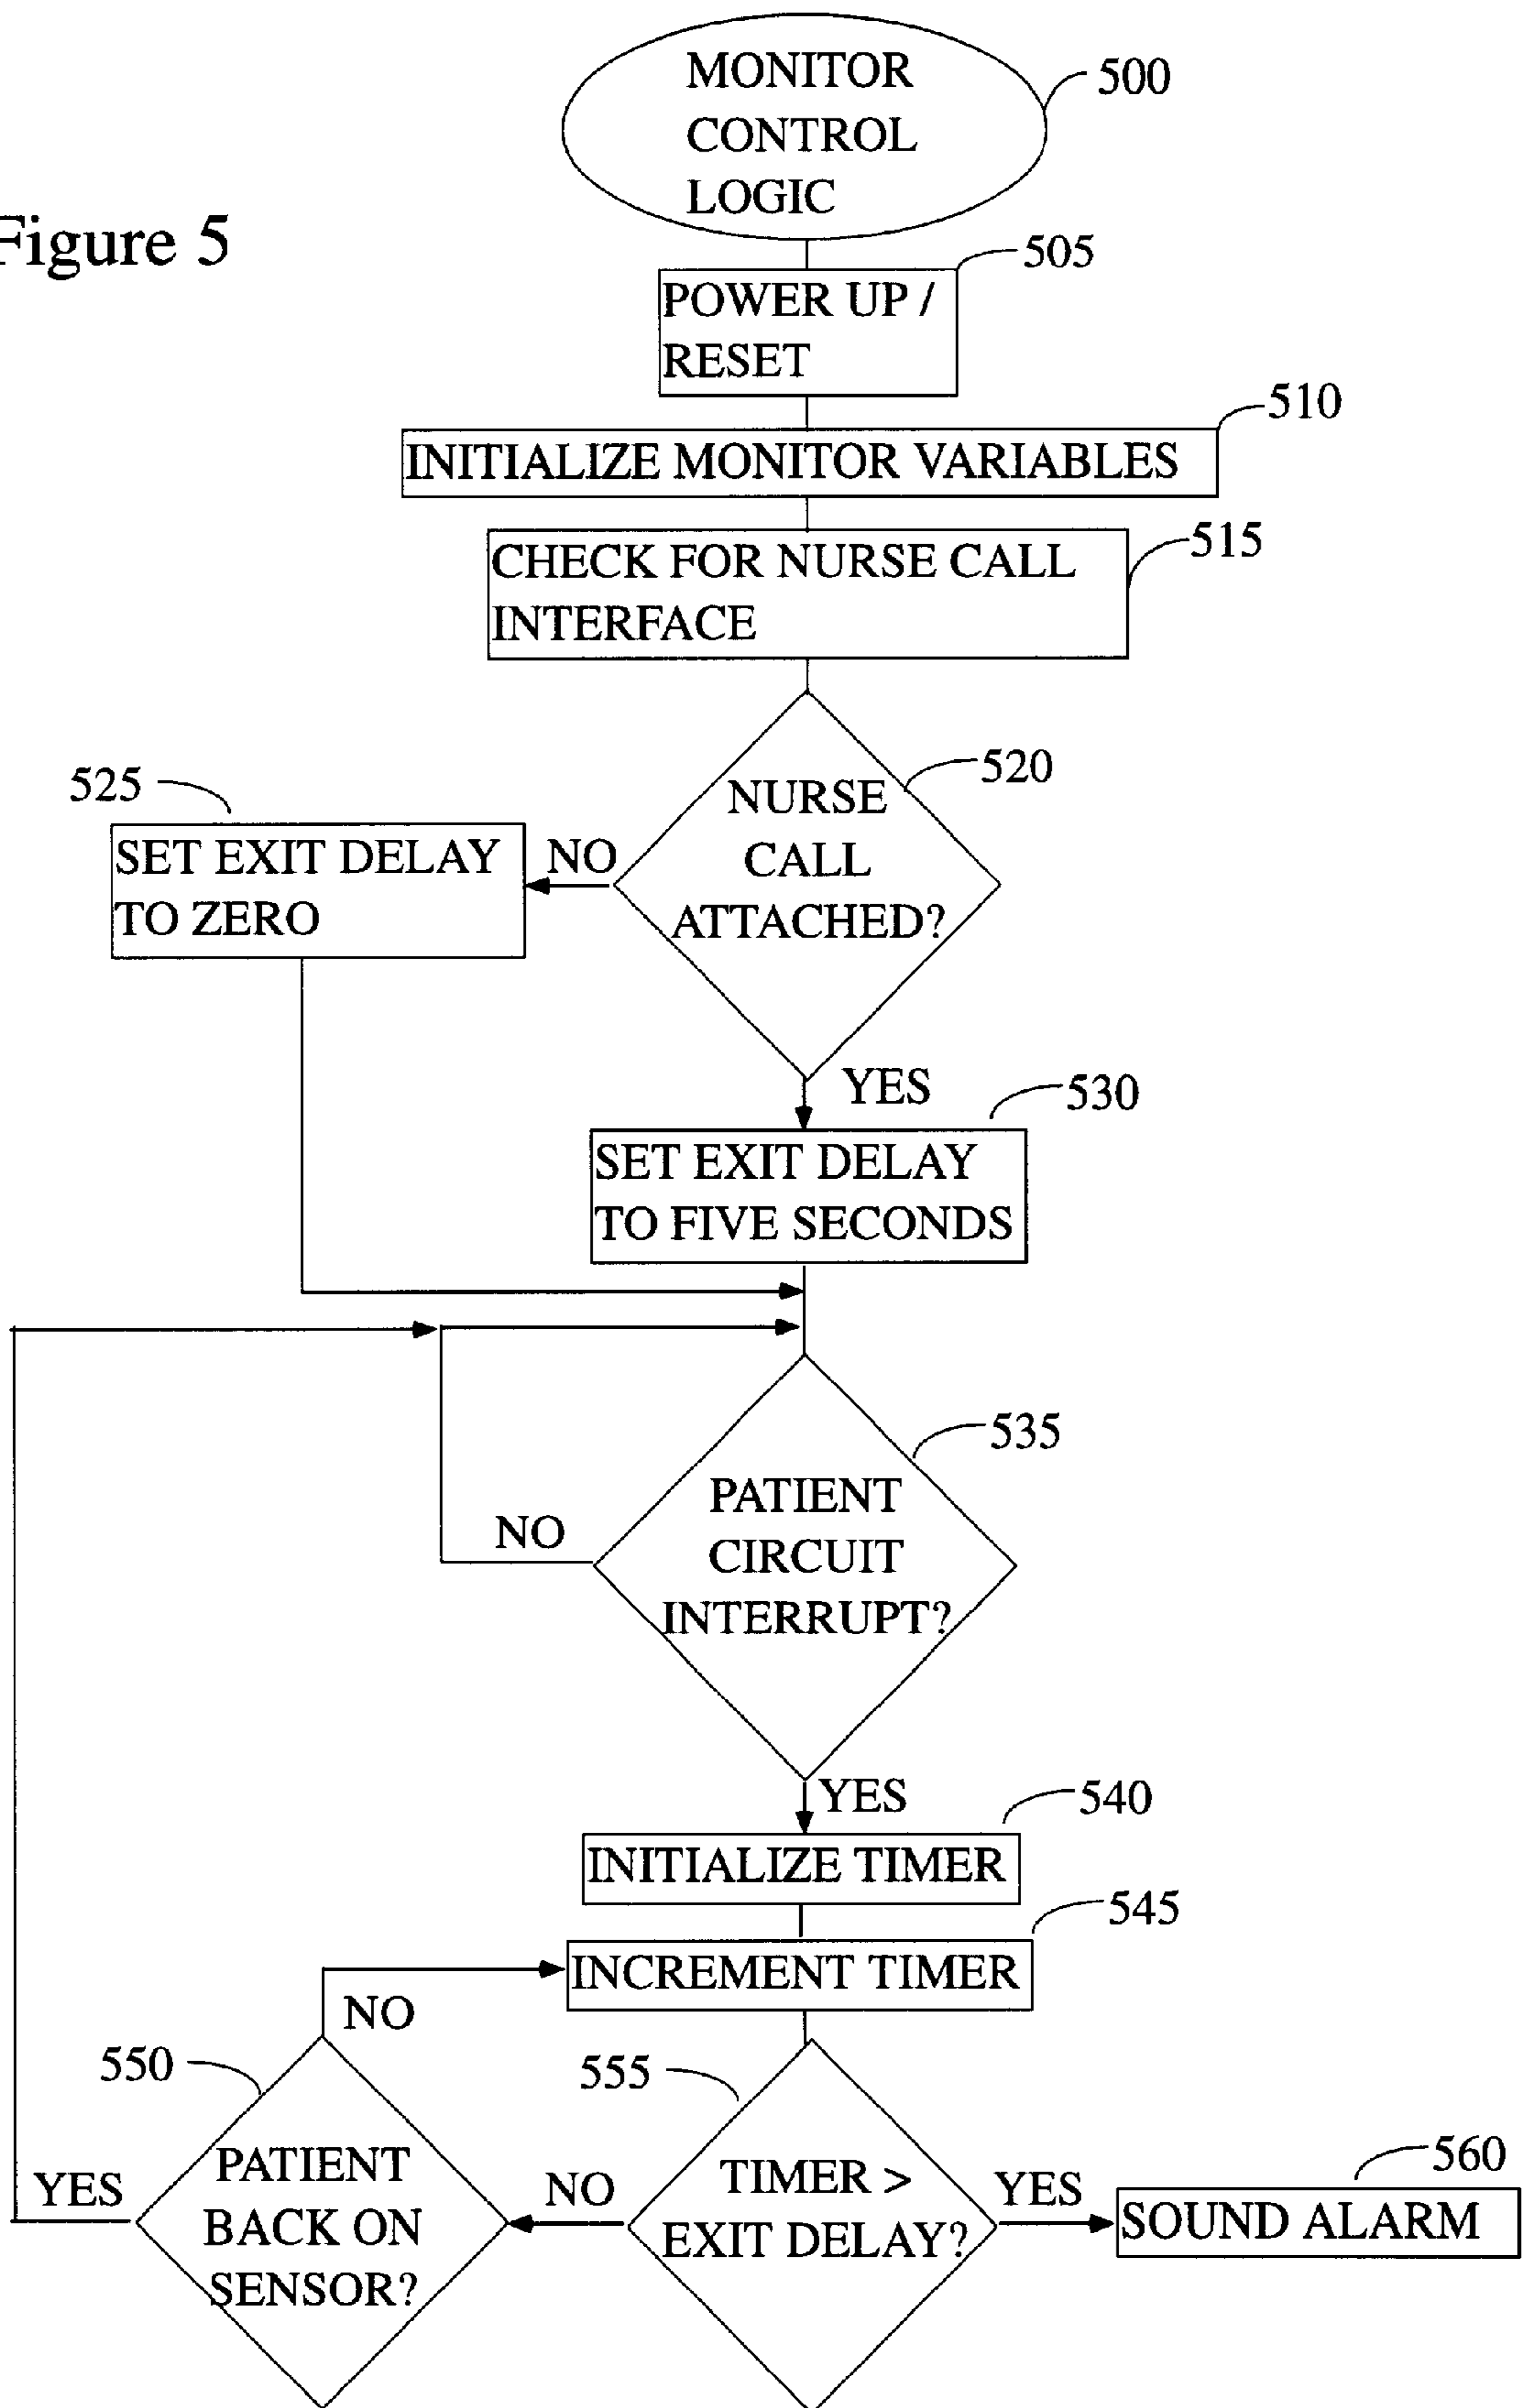 MONITOR
CONTROL
LOGIC
500
Figure 5
505
POWER UP /
RESET
510
INITIALIZE MONITOR VARIABLES
515
CHECK FOR NURSE CALL
INTERFACE
520
NURSE
CALL
ATTACHED?
525
SET EXIT DELAY
TO ZERO
NO
YES
530
SET EXIT DELAY
TO FIVE SECONDS
535
PATIENT
CIRCUIT
INTERRUPT?
NO
YES
540
INITIALIZE TIMER
545
INCREMENT TIMER
NO
550
555
PATIENT
BACK ON
SENSOR?
YES
NO
TIMER >
EXIT DELAY?
YES
560
SOUND ALARM